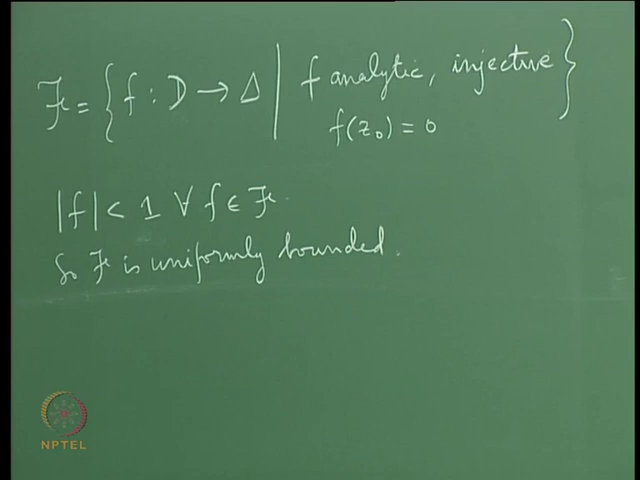 ℱ = { f : D → Δ | f analytic, injective }
f(z₀) = 0
|f| < 1 ∀ f ∈ ℱ.
So ℱ is uniformly bounded.
NPTEL